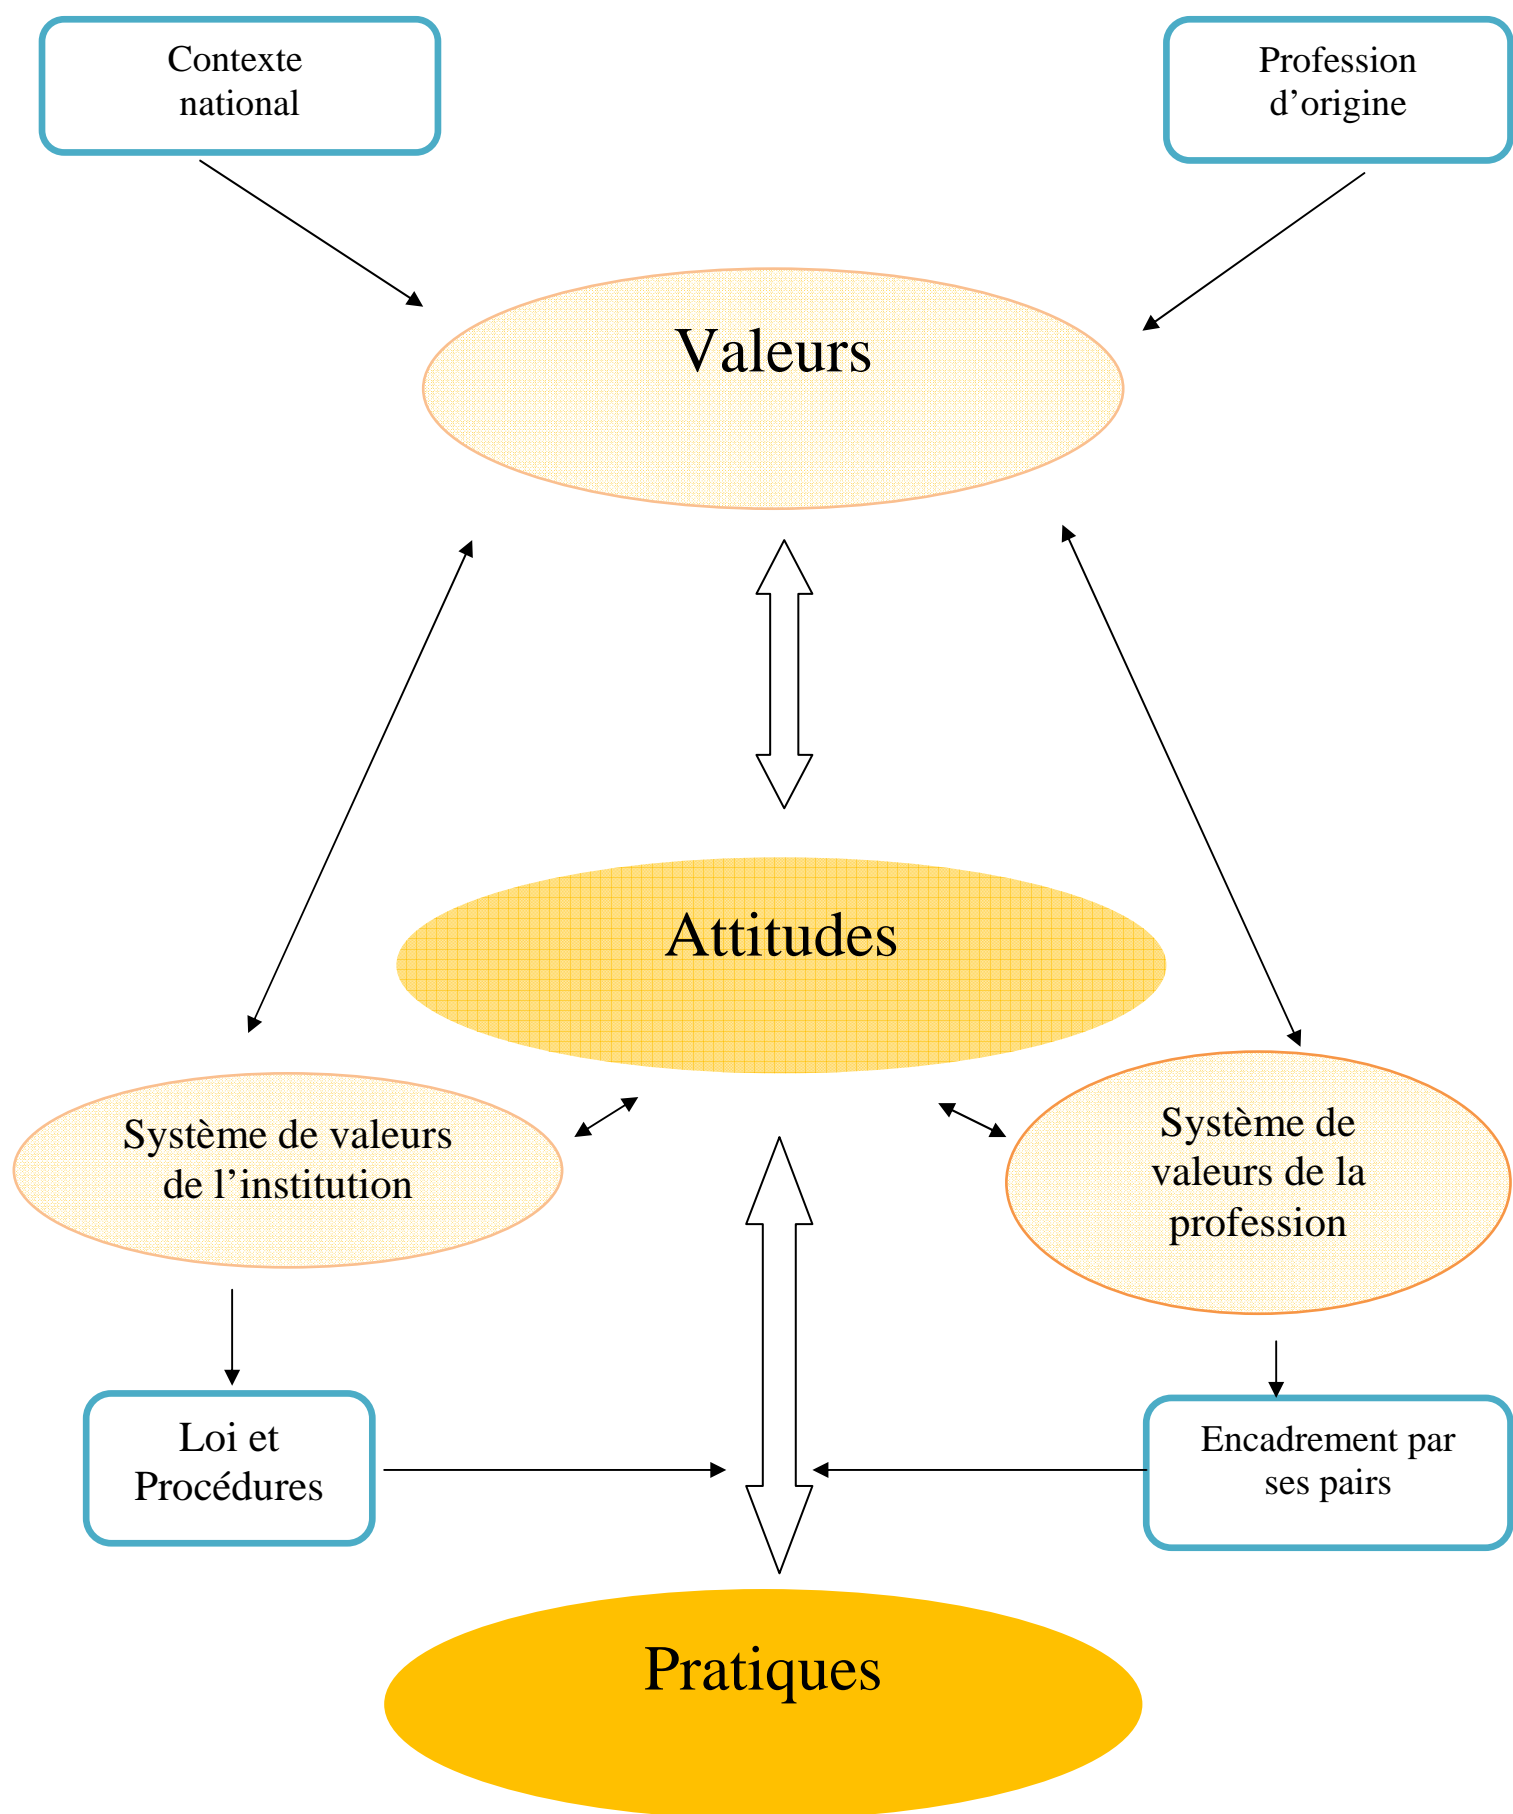 Contexte
national
Profession
d’origine
Valeurs
Attitudes
Système de valeurs
de l’institution
Système de
valeurs de la
profession
Loi et
Procédures
Encadrement par
ses pairs
Pratiques